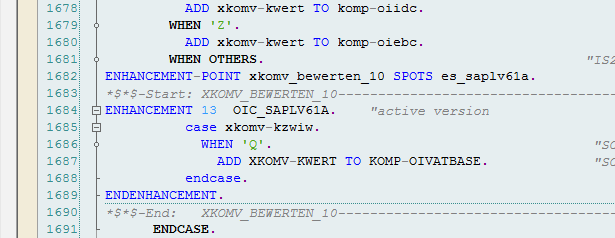 1678 ADD xkomv-kwert TO komp-oiidc.
1679 WHEN 'Z'.
1680 ADD xkomv-kwert TO komp-oiebc.
1681 WHEN OTHERS. "IS2
1682 ENHANCEMENT-POINT xkomv_bewerten_10 SPOTS es_saplv61a.
1683 *$*$-Start: XKOMV_BEWERTEN_10----------------------------------------
1684 ENHANCEMENT 13 OIC_SAPLV61A. "active version
1685 case xkomv-kzwiw.
1686 WHEN 'Q'. "SO
1687 ADD XKOMV-KWERT TO KOMP-OIVATBASE. "SO
1688 endcase.
1689 ENDENHANCEMENT.
1690 *$*$-End: XKOMV_BEWERTEN_10----------------------------------------
1691 ENDCASE.